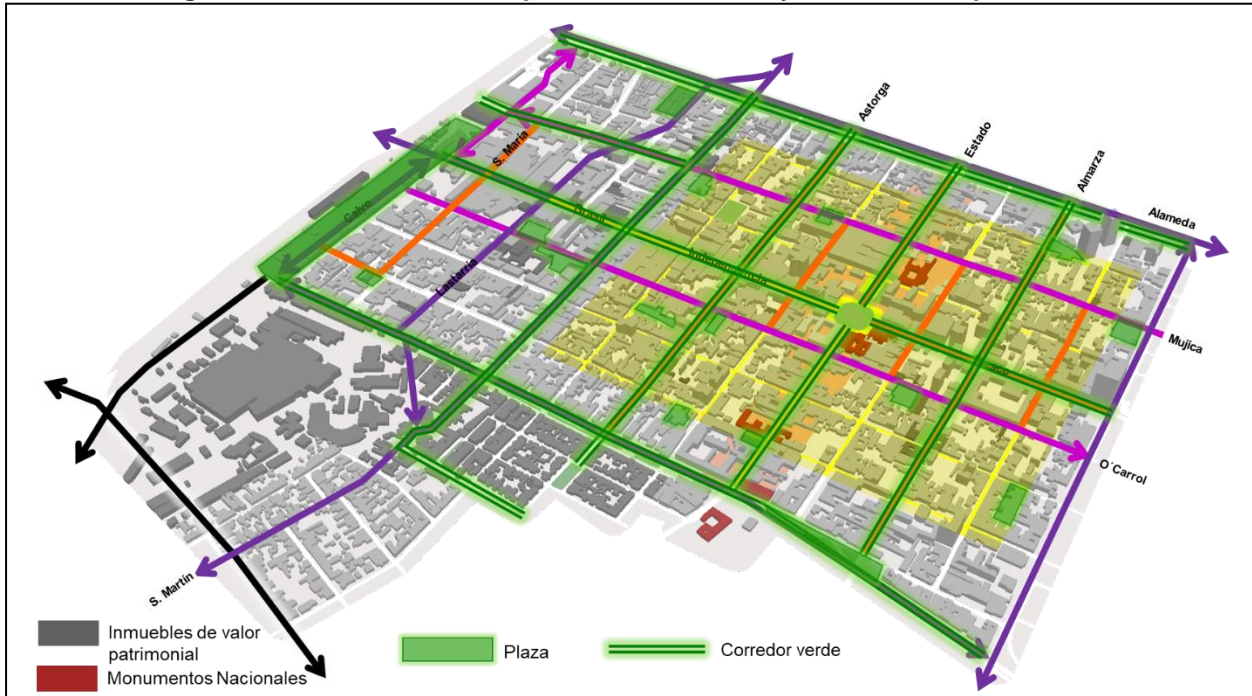 Astorga
Estado
Almarza
Alameda
S. María
Calvo
Brasil
Lastarria
Independencia
Mujica
O´Carrol
S. Martín
Inmuebles de valor
patrimonial
Monumentos Nacionales
Plaza
Corredor verde